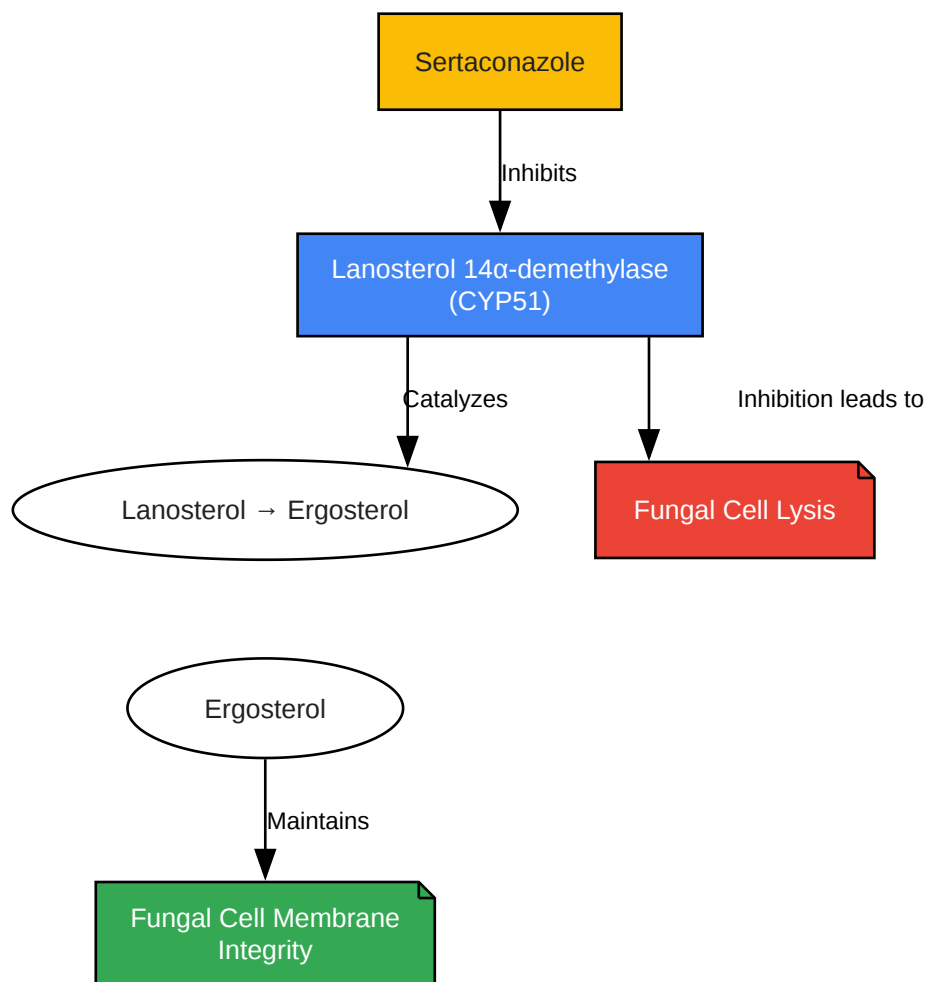 Sertaconazole
Inhibits
Lanosterol 14α-demethylase
(CYP51)
Catalyzes
Inhibition leads to
Lanosterol → Ergosterol
Fungal Cell Lysis
Ergosterol
Maintains
Fungal Cell Membrane
Integrity